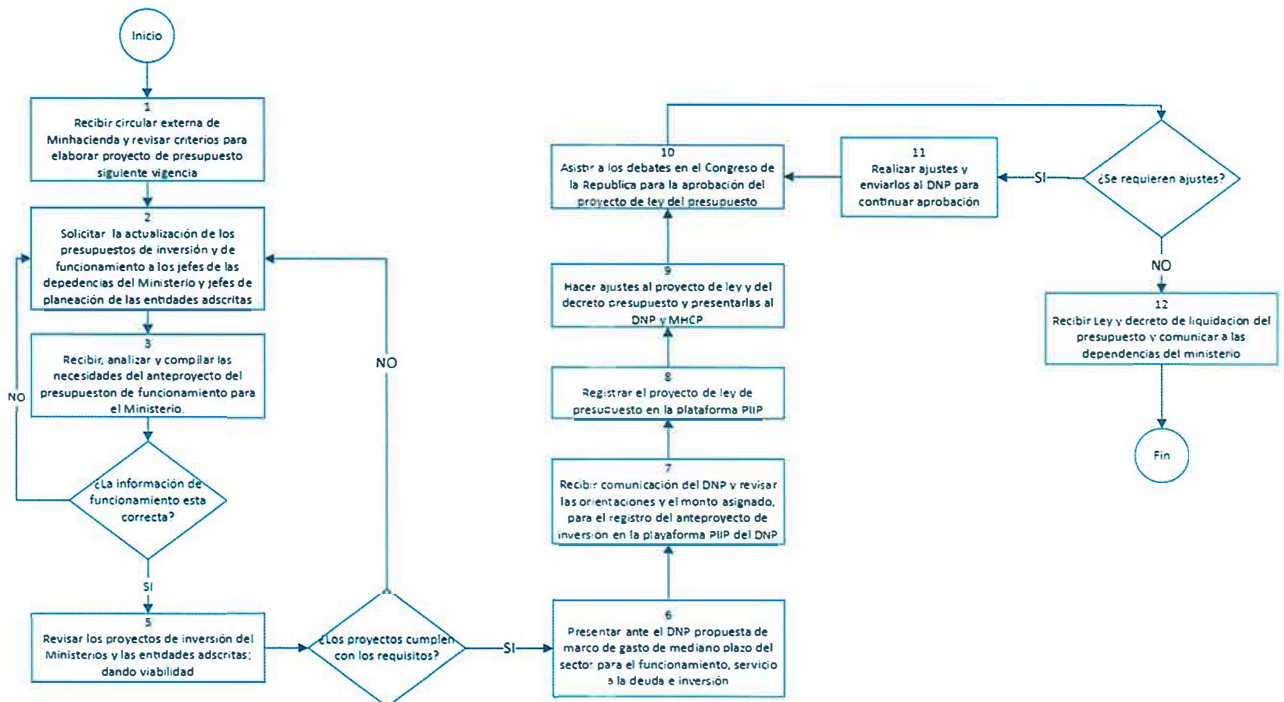 Inicio
1
Recibir circular externa de
Minhacienda y revisar criterios para
elaborar proyecto de presupuesto
siguiente vigencia
2
Solicitar la actualización de los
presupuestos de inversión y de
funcionamiento a los jefes de las
depedencias del Ministerio y jefes de
planeación de las entidades adscritas
3
Recibir, analizar y compilar las
necesidades del anteproyecto del
presupueston de funcionamiento para
el Ministerio.
NO
¿La información de
funcionamiento esta
correcta?
SI
5
Revisar los proyectos de inversión del
Ministerios y las entidades adscritas;
dando viabilidad
NO
¿Los proyectos cumplen
con los requisitos?
SI
6
Presentar ante el DNP propuesta de
marco de gasto de mediano plazo del
sector para el funcionamiento, servicio
a la deuda e inversión
7
Recibir comunicación del DNP y revisar
las orientaciones y el monto asignado,
para el registro del anteproyecto de
inversión en la playaforma PIIP del DNP
8
Registrar el proyecto de ley de
presupuesto en la plataforma PIIP
9
Hacer ajustes al proyecto de ley y del
decreto presupuesto y presentarlas al
DNP y MHCP
10
Asistir a los debates en el Congreso de
la Republica para la aprobación del
proyecto de ley del presupuesto
11
Realizar ajustes y
enviarlos al DNP para
continuar aprobación
SI
¿Se requieren ajustes?
NO
12
Recibir Ley y decreto de liquidación del
presupuesto y comunicar a las
dependencias del ministerio
Fin